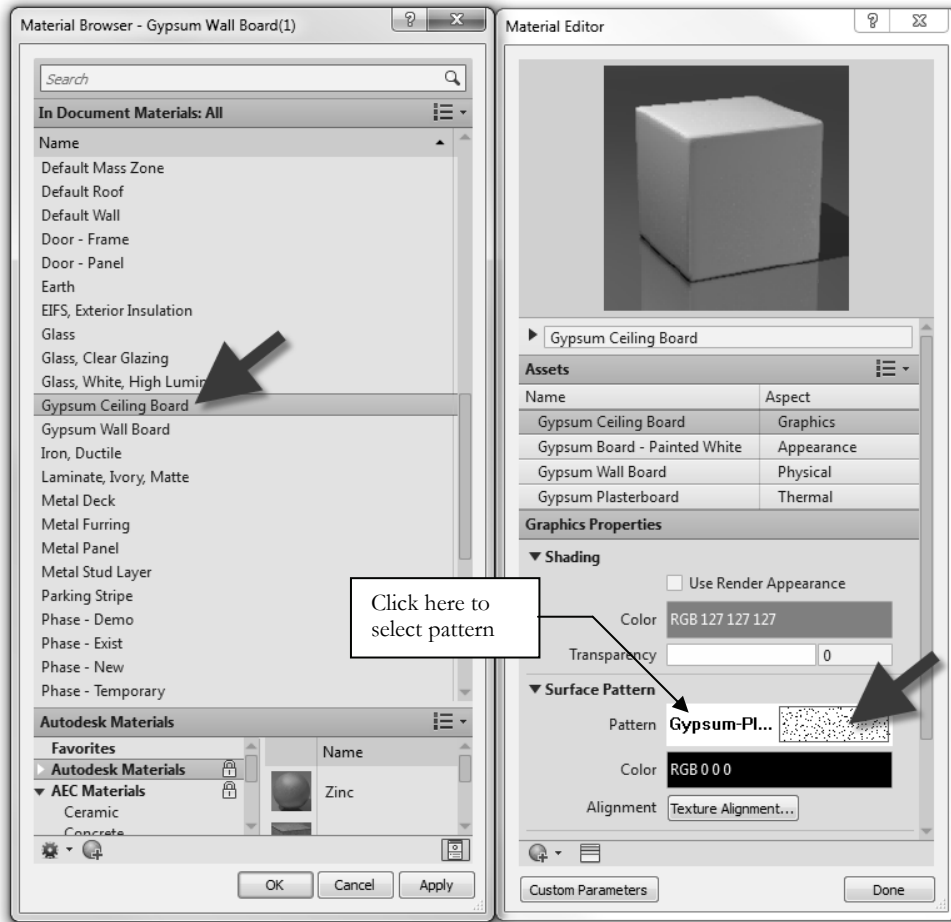 Material Browser - Gypsum Wall Board(1)
Search
In Document Materials: All
Name
Default Mass Zone
Default Roof
Default Wall
Door - Frame
Door - Panel
Earth
EIFS, Exterior Insulation
Glass
Glass, Clear Glazing
Glass, White, High Lumin
Gypsum Ceiling Board
Gypsum Wall Board
Iron, Ductile
Laminate, Ivory, Matte
Metal Deck
Metal Furring
Metal Panel
Metal Stud Layer
Parking Stripe
Phase - Demo
Phase - Exist
Phase - New
Phase - Temporary
Autodesk Materials
Favorites
Autodesk Materials
AEC Materials
Ceramic
Concrete
Name
Zinc
OK Cancel Apply
Click here to
select pattern
Material Editor
Gypsum Ceiling Board
Assets
Name Aspect
Gypsum Ceiling Board Graphics
Gypsum Board - Painted White Appearance
Gypsum Wall Board Physical
Gypsum Plasterboard Thermal
Graphics Properties
Shading
Use Render Appearance
Color RGB 127 127 127
Transparency 0
Surface Pattern
Pattern Gypsum-Pl...
Color RGB 0 0 0
Alignment Texture Alignment...
Custom Parameters Done